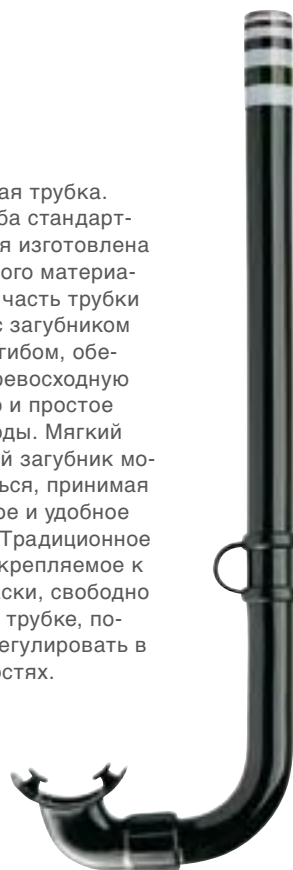 ая трубка.
ба стандарт-
я изготовлена
ого материа-
часть трубки
с загубником
гибом, обе-
ревосходную
о и простое
оды. Мягкий
й загубник мо-
ься, принимая
ое и удобное
Традиционное
крепляемое к
аски, свободно
трубке, по-
егулировать в
остях.